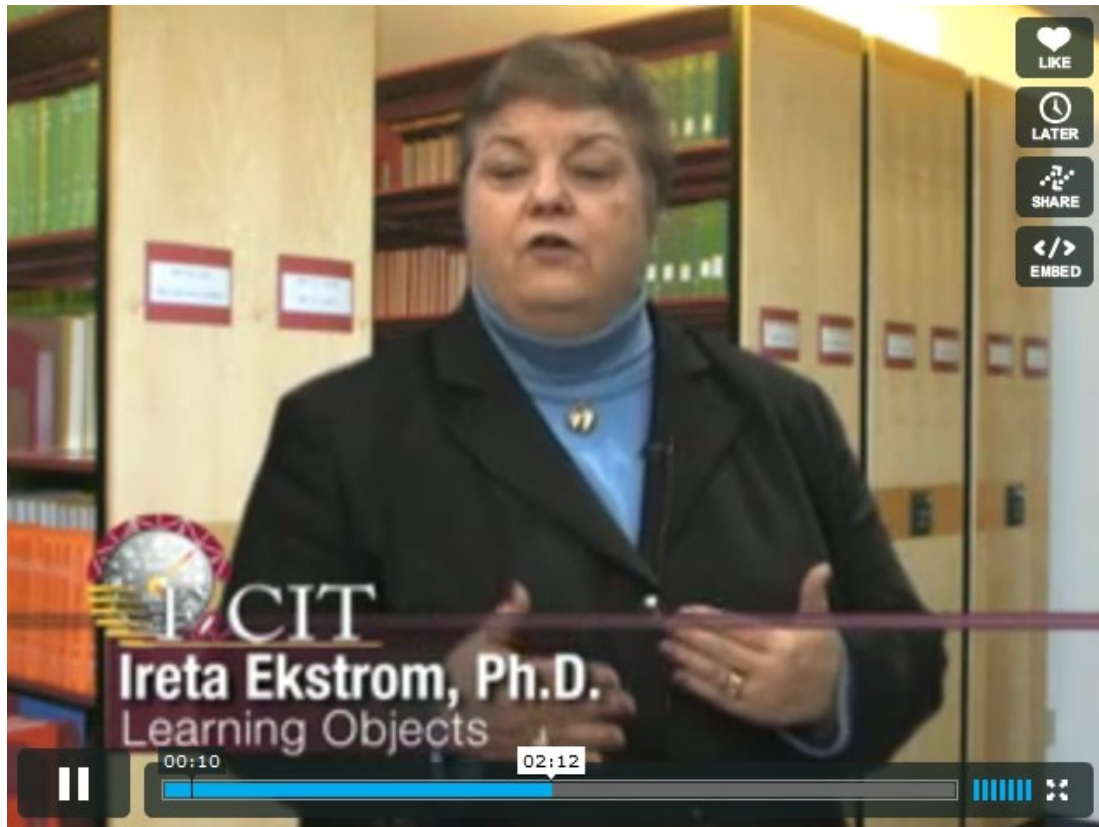 LIKE
LATER
SHARE
</>
EMBED
CIT
Ireta Ekstrom, Ph.D.
Learning Objects
00:10
02:12